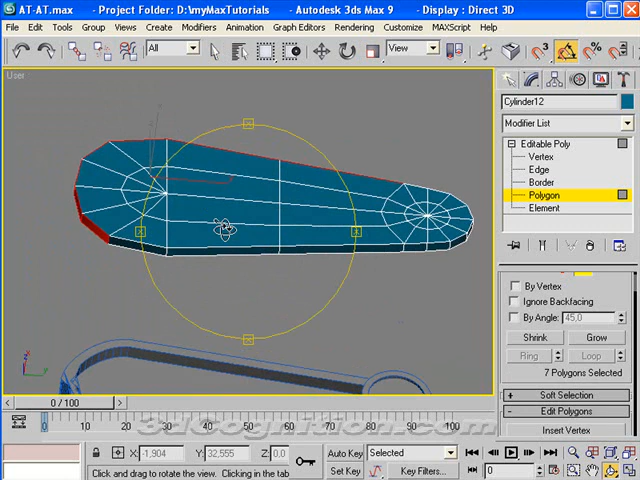 AT-AT.max - Project Folder: D:\myMaxTutorials - Autodesk 3ds Max 9 - Display : Direct 3D
File Edit Tools Group Views Create Modifiers Animation Graph Editors Rendering Customize MAXScript Help
All View
User
Cylinder12
Modifier List
Editable Poly
Vertex
Edge
Border
Polygon
Element
By Vertex
Ignore Backfacing
By Angle: 45,0
Shrink Grow
Ring Loop
7 Polygons Selected
+ Soft Selection
- Edit Polygons
Insert Vertex
0 / 100
0 10 20 30 40 50 60 70 80 90 100
3dCognition.com
X: -1,904 Y: 32,555 Z: 0,0
Auto Key Selected
Set Key Key Filters... 0
Click and drag to rotate the view. Clicking in the tab